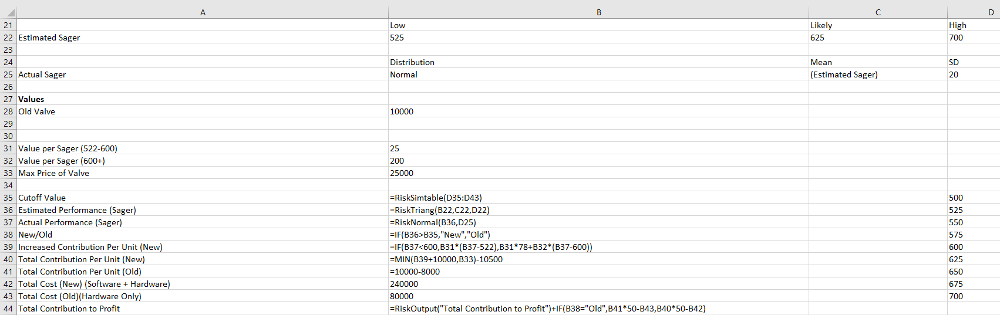 A B C D
21 Low Likely High
22 Estimated Sager 525 625 700
23
24 Distribution Mean SD
25 Actual Sager Normal (Estimated Sager) 20
26
27 Values
28 Old Valve 10000
29
30
31 Value per Sager (522-600) 25
32 Value per Sager (600+) 200
33 Max Price of Valve 25000
34
35 Cutoff Value =RiskSimtable(D35:D43) 500
36 Estimated Performance (Sager) =RiskTriang(B22,C22,D22) 525
37 Actual Performance (Sager) =RiskNormal(B36,D25) 550
38 New/Old =IF(B36>B35,"New","Old") 575
39 Increased Contribution Per Unit (New) =IF(B37<600,B31*(B37-522),B31*78+B32*(B37-600)) 600
40 Total Contribution Per Unit (New) =MIN(B39+10000,B33)-10500 625
41 Total Contribution Per Unit (Old) =10000-8000 650
42 Total Cost (New) (Software + Hardware) 240000 675
43 Total Cost (Old)(Hardware Only) 80000 700
44 Total Contribution to Profit =RiskOutput("Total Contribution to Profit")+IF(B38="Old",B41*50-B43,B40*50-B42)